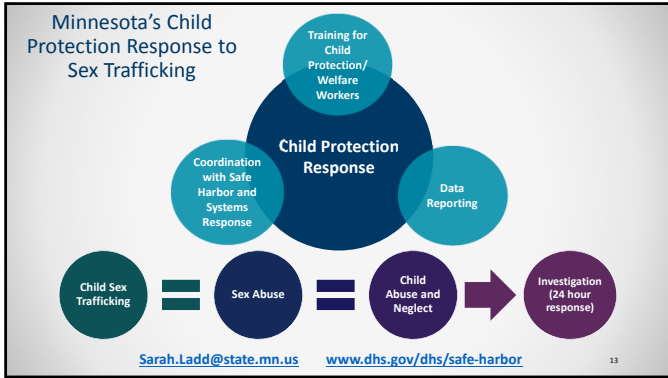 Minnesota's Child
Protection Response to
Sex Trafficking
Training for
Child
Protection/
Welfare
Workers
Child Protection
Response
Coordination
with Safe
Harbor and
Systems
Response
Data
Reporting
Child Sex
Trafficking
Sex Abuse
Child
Abuse and
Neglect
Investigation
(24 hour
response)
Sarah.Ladd@state.mn.us www.dhs.gov/dhs/safe-harbor
13